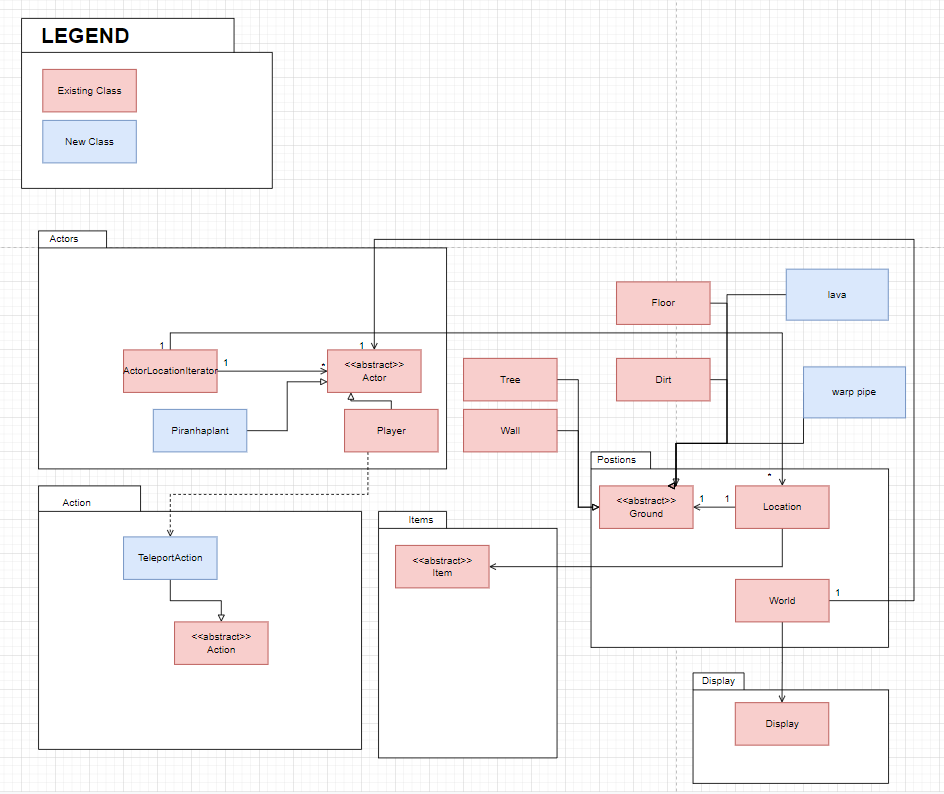 LEGEND
Existing Class
New Class
Actors
lava
Floor
1
1
ActorLocationIterator
1
*
<<abstract>>
Actor
Tree
Dirt
warp pipe
Piranhaplant
Player
Wall
Postions
*
Action
<<abstract>>
Ground
1
1
Location
Items
TeleportAction
<<abstract>>
Item
World
1
<<abstract>>
Action
Display
Display